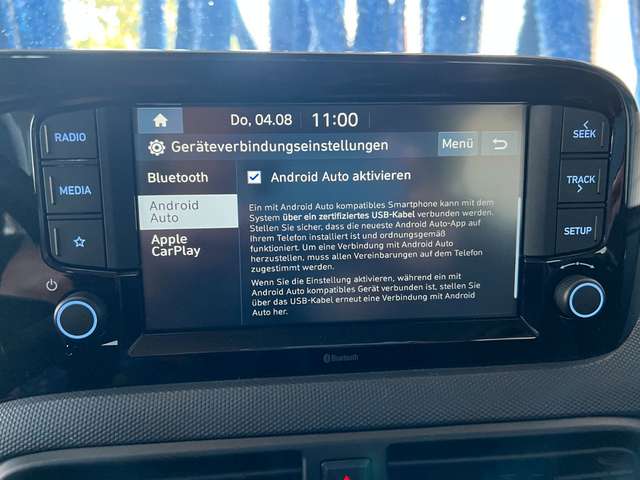 Do, 04.08 11:00
Geräteverbindungseinstellungen Menü
RADIO
MEDIA
SEEK
TRACK
SETUP
Bluetooth
Android
Auto
Apple
CarPlay
Android Auto aktivieren
Ein mit Android Auto kompatibles Smartphone kann mit dem
System über ein zertifiziertes USB-Kabel verbunden werden.
Stellen Sie sicher, dass die neueste Android Auto-App auf
Ihrem Telefon installiert ist und ordnungsgemäß
funktioniert. Um eine Verbindung mit Android Auto
herzustellen, muss allen Vereinbarungen auf dem Telefon
zugestimmt werden.
Wenn Sie die Einstellung aktivieren, während ein mit
Android Auto kompatibles Gerät verbunden ist, stellen Sie
über das USB-Kabel erneut eine Verbindung mit Android
Auto her.
Bluetooth